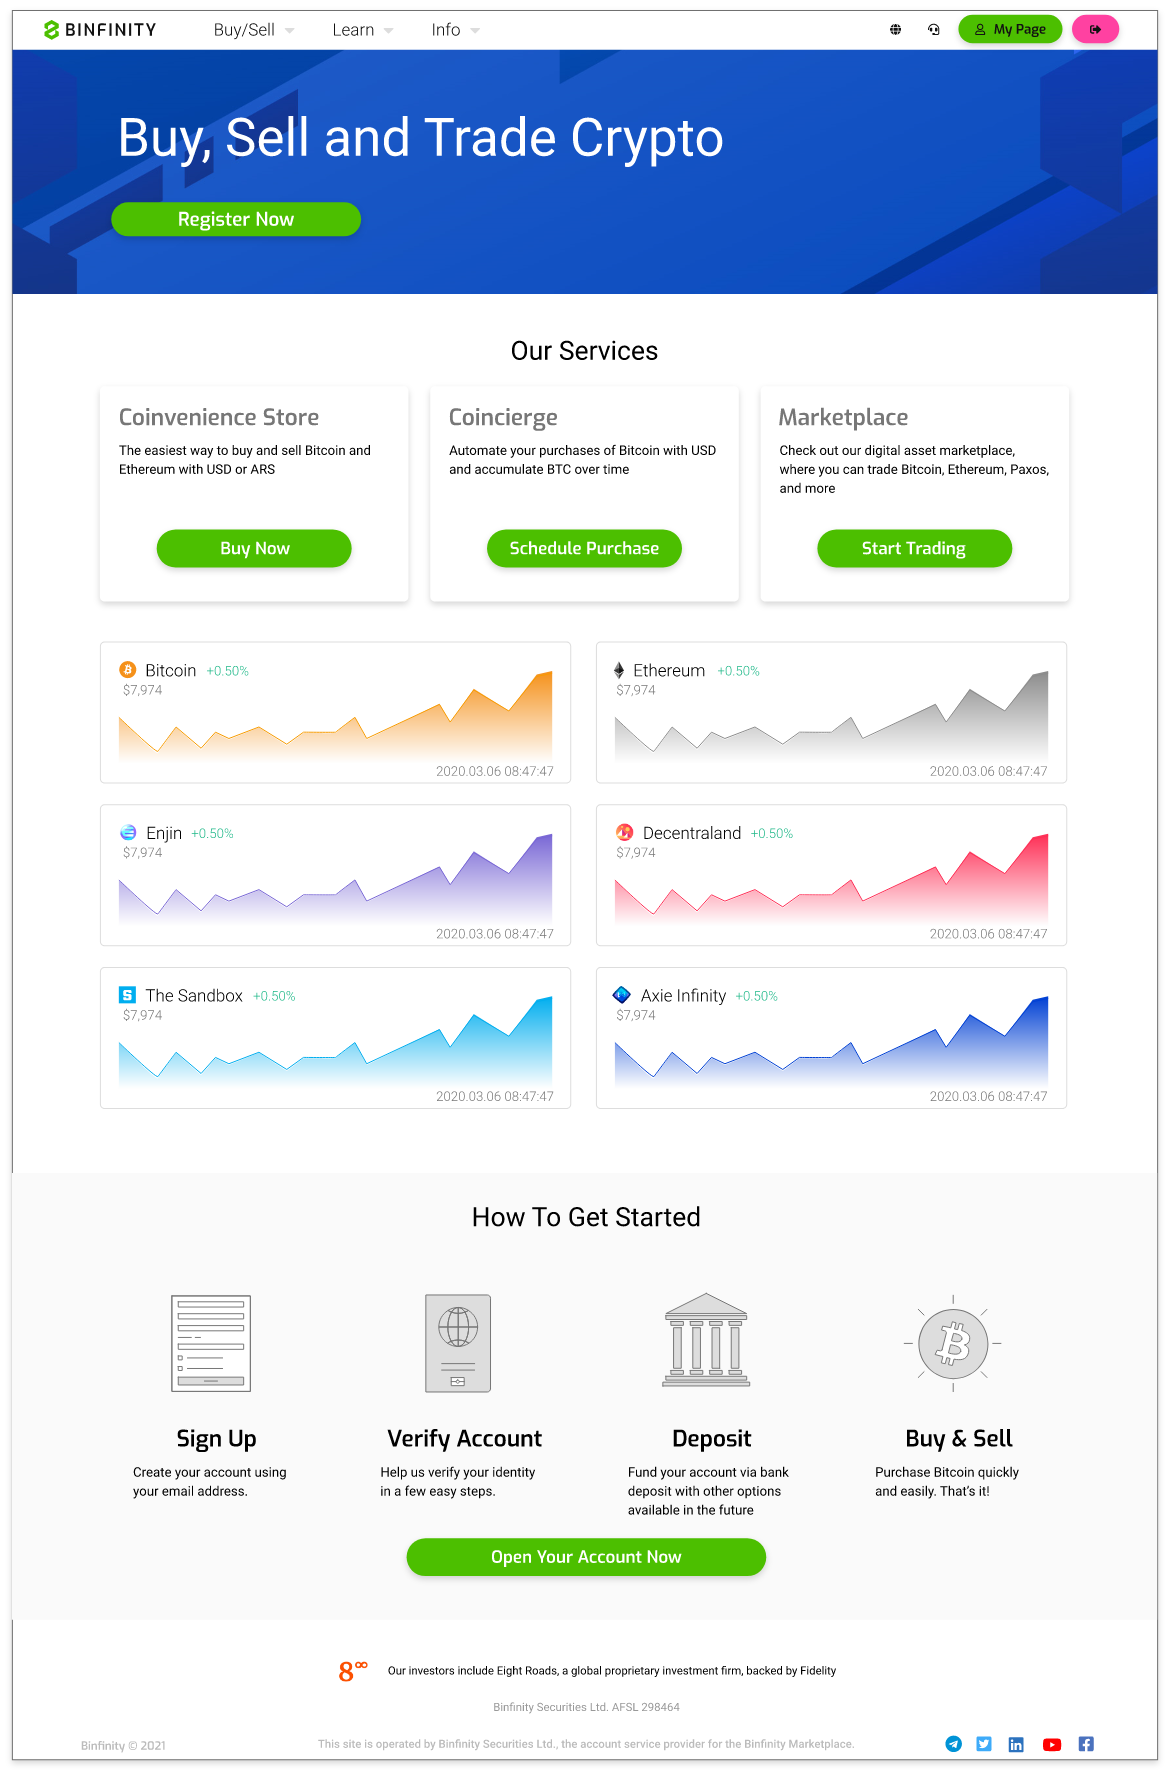 BINFINITY
Buy/Sell
Learn
Info
My Page
Buy, Sell and Trade Crypto
Register Now
Our Services
Coinvenience Store
The easiest way to buy and sell Bitcoin and
Ethereum with USD or ARS
Buy Now
Coincierge
Automate your purchases of Bitcoin with USD
and accumulate BTC over time
Schedule Purchase
Marketplace
Check out our digital asset marketplace,
where you can trade Bitcoin, Ethereum, Paxos,
and more
Start Trading
Bitcoin +0.50%
$7,974
2020.03.06 08:47:47
Ethereum +0.50%
$7,974
2020.03.06 08:47:47
Enjin +0.50%
$7,974
2020.03.06 08:47:47
Decentraland +0.50%
$7,974
2020.03.06 08:47:47
The Sandbox +0.50%
$7,974
2020.03.06 08:47:47
Axie Infinity +0.50%
$7,974
2020.03.06 08:47:47
How To Get Started
Sign Up
Create your account using
your email address.
Verify Account
Help us verify your identity
in a few easy steps.
Deposit
Fund your account via bank
deposit with other options
available in the future
Buy & Sell
Purchase Bitcoin quickly
and easily. That's it!
Open Your Account Now
8∞ Our investors include Eight Roads, a global proprietary investment firm, backed by Fidelity
Binfinity Securities Ltd. AFSL 298464
Binfinity © 2021
This site is operated by Binfinity Securities Ltd., the account service provider for the Binfinity Marketplace.